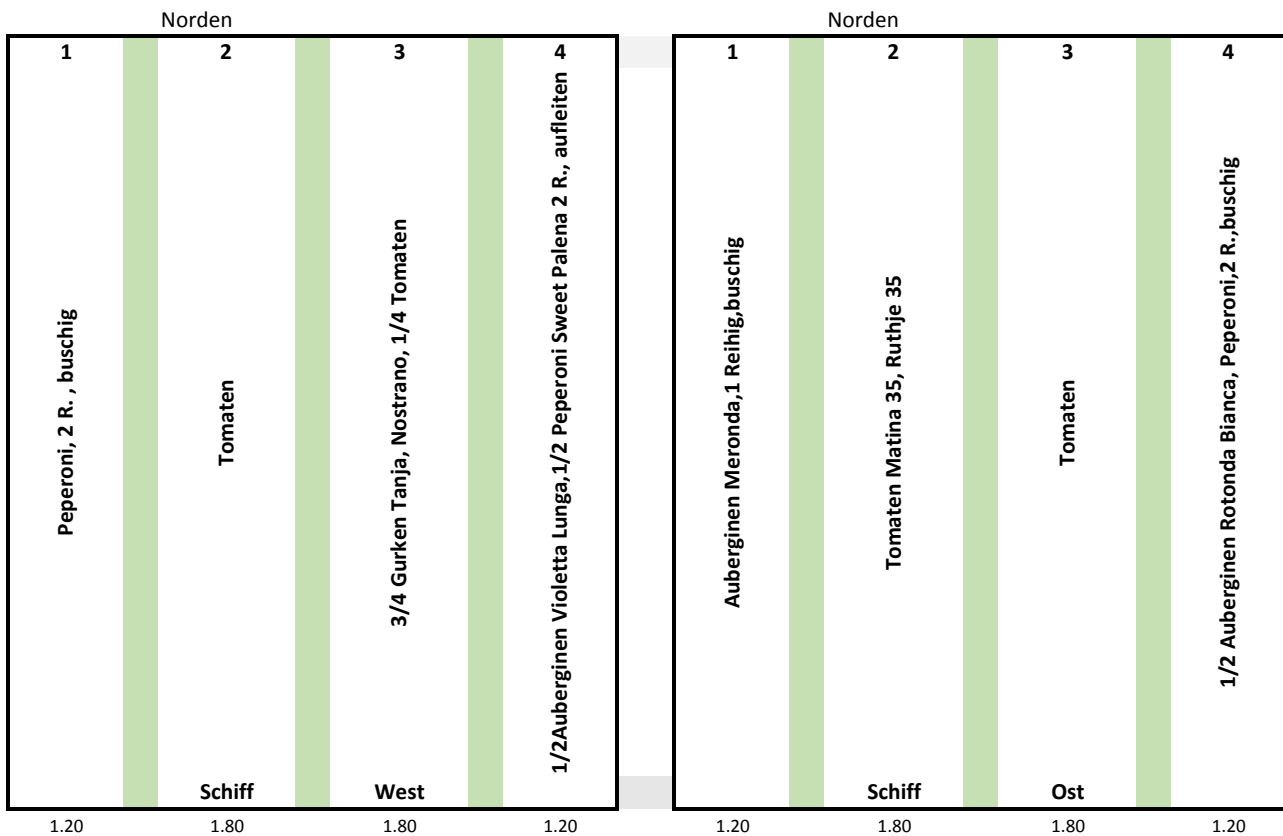 Norden
1
2
3
4
Peperoni, 2 R. , buschig
Tomaten
3/4 Gurken Tanja, Nostrano, 1/4 Tomaten
1/2Auberginen Violetta Lunga,1/2 Peperoni Sweet Palena 2 R., aufleiten
Schiff
West
1.20
1.80
1.80
1.20
Norden
1
2
3
4
Auberginen Meronda,1 Reihig,buschig
Tomaten Matina 35, Ruthje 35
Tomaten
1/2 Auberginen Rotonda Bianca, Peperoni,2 R.,buschig
Schiff
Ost
1.20
1.80
1.80
1.20